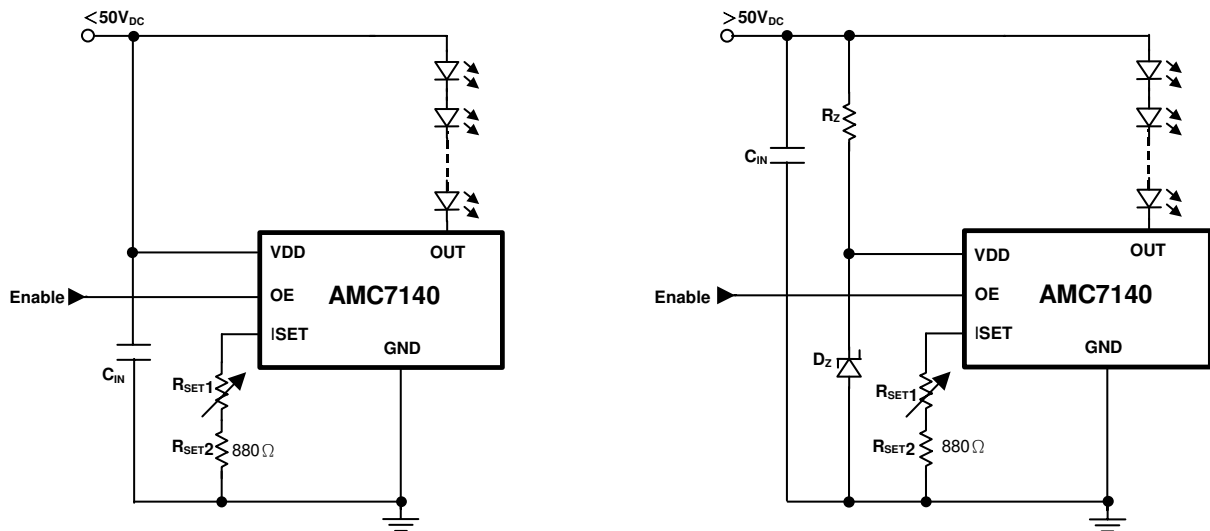 <50VDC
VDD
OUT
Enable
OE
AMC7140
ISET
GND
CIN
RSET1
RSET2 880Ω
>50VDC
RZ
CIN
VDD
OUT
Enable
OE
AMC7140
ISET
GND
DZ
RSET1
RSET2 880Ω